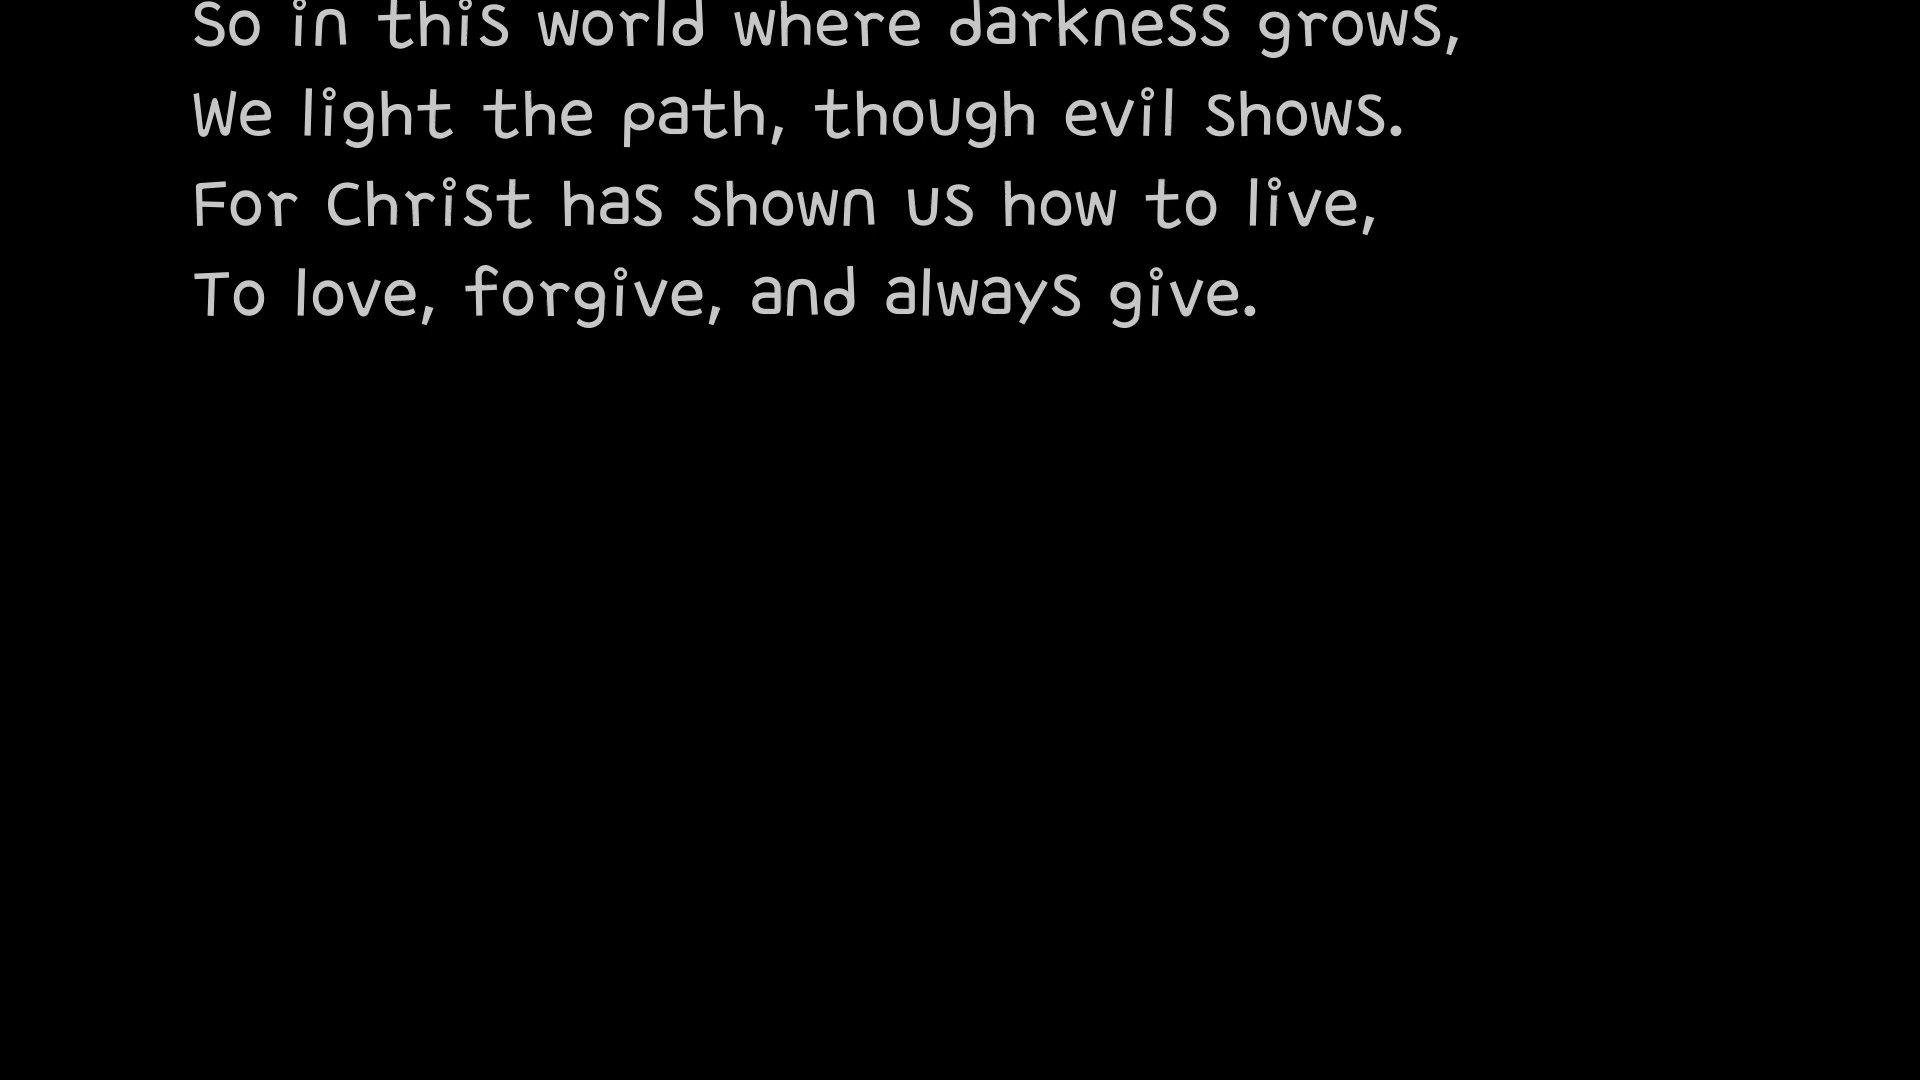 So in this world where darkness grows,
We light the path, though evil shows.
For Christ has shown us how to live,
To love, forgive, and always give.